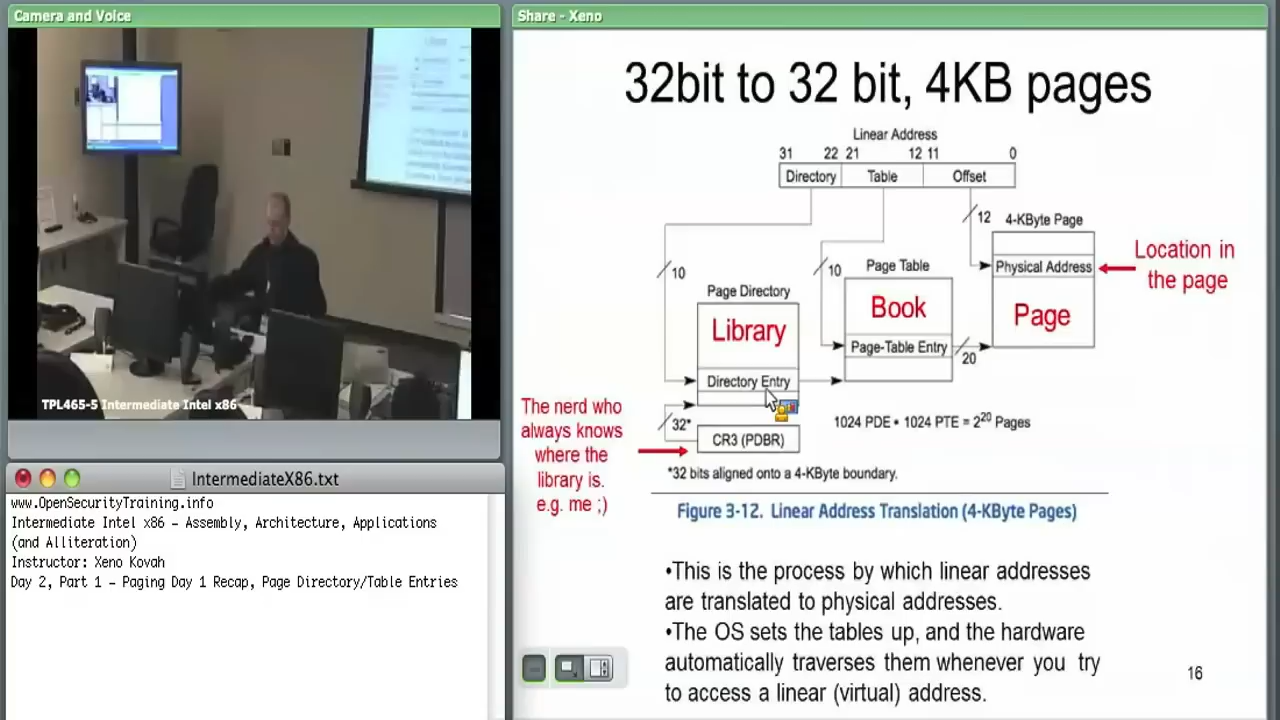 Camera and Voice
TPL465-5 Intermediate Intel x86
IntermediateX86.txt
www.OpenSecurityTraining.info
Intermediate Intel x86 – Assembly, Architecture, Applications
(and Alliteration)
Instructor: Xeno Kovah
Day 2, Part 1 – Paging Day 1 Recap, Page Directory/Table Entries
Share - Xeno
32bit to 32 bit, 4KB pages
Linear Address
31 22 21 12 11 0
Directory Table Offset
12
4-KByte Page
Physical Address
Page
Location in
the page
10
Page Table
Book
Page-Table Entry
20
10
Page Directory
Library
Directory Entry
32*
CR3 (PDBR)
The nerd who
always knows
where the
library is.
e.g. me ;)
1024 PDE • 1024 PTE = 2²⁰ Pages
*32 bits aligned onto a 4-KByte boundary.
Figure 3-12. Linear Address Translation (4-KByte Pages)
•This is the process by which linear addresses
are translated to physical addresses.
•The OS sets the tables up, and the hardware
automatically traverses them whenever you try
to access a linear (virtual) address.
16